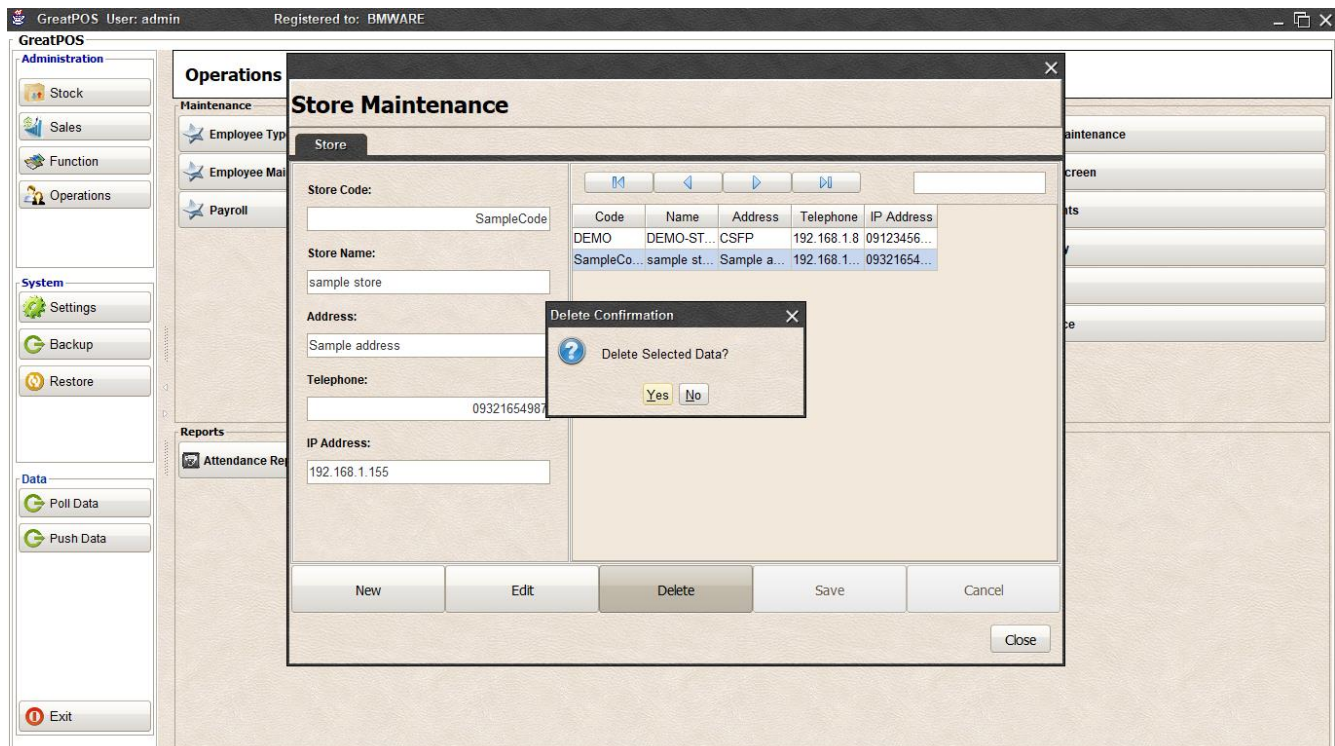 GreatPOS User: admin Registered to: BMWARE
GreatPOS
Administration
Stock
Sales
Function
Operations
System
Settings
Backup
Restore
Data
Poll Data
Push Data
Exit
Operations
Maintenance
Employee Typ
Employee Mai
Payroll
Reports
Attendance Rep
Store Maintenance
Store
Store Code:
SampleCode
Store Name:
sample store
Address:
Sample address
Telephone:
09321654987
IP Address:
192.168.1.155
Code Name Address Telephone IP Address
DEMO DEMO-ST... CSFP 192.168.1.8 09123456...
SampleCo... sample st... Sample a... 192.168.1... 09321654...
Delete Confirmation
Delete Selected Data?
Yes No
New Edit Delete Save Cancel
Close
aintenance
creen